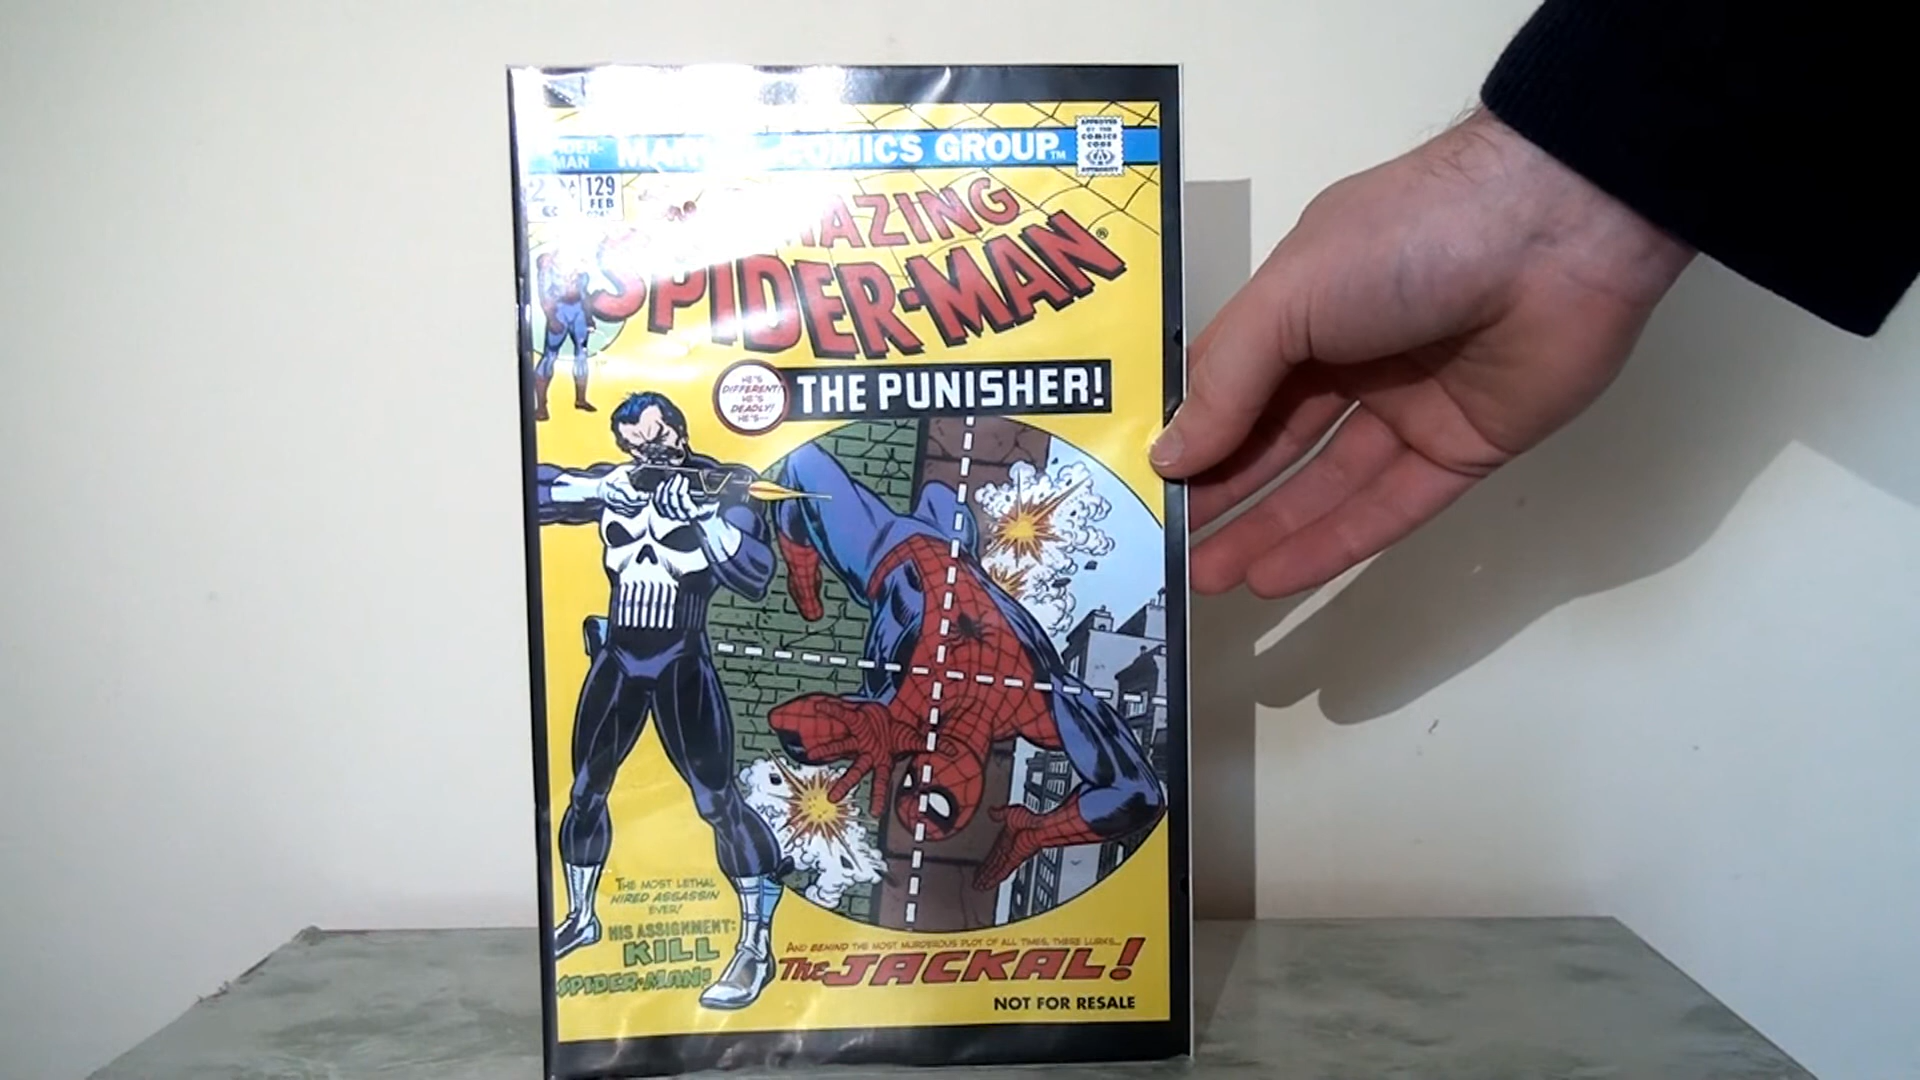 SPIDER-
MAN
MARVEL COMICS GROUP™
APPROVED
BY THE
COMICS
CODE
AUTHORITY
129
FEB
AMAZING
SPIDER-MAN®
HE'S
DIFFERENT!
HE'S
DEADLY!
HE'S—
THE PUNISHER!
THE MOST LETHAL
HIRED ASSASSIN
EVER!
HIS ASSIGNMENT:
KILL
SPIDER-MAN!
AND BEHIND THE MOST MURDEROUS PLOT OF ALL TIMES, THERE LURKS...
THE JACKAL!
NOT FOR RESALE